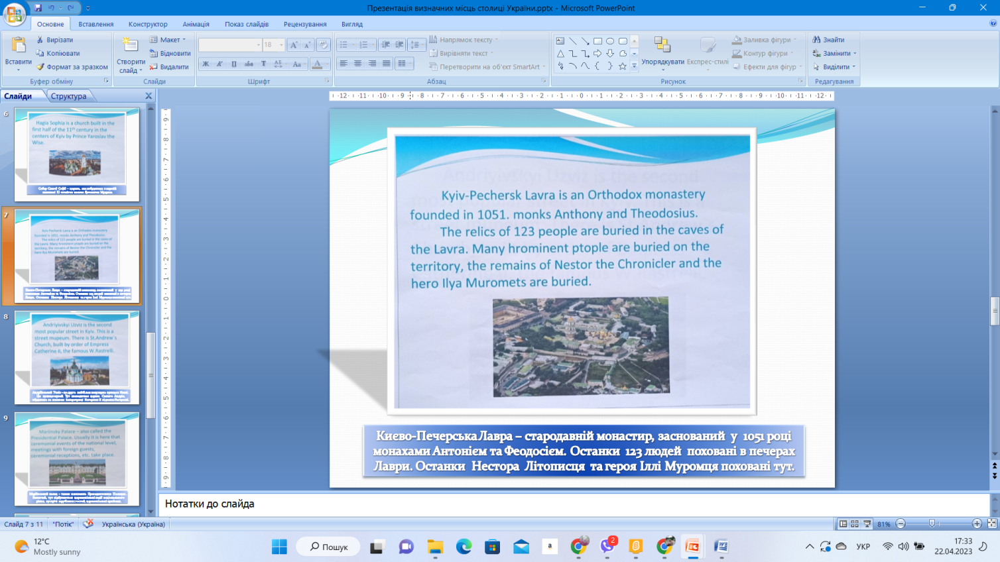 Презентація визначних місць столиці України.pptx - Microsoft PowerPoint
Основне Вставлення Конструктор Анімація Показ слайдів Рецензування Вигляд
Вставити
Вирізати
Копіювати
Формат за зразком
Буфер обміну
Створити
слайд
Макет
Відновити
Видалити
Слайди
18
Шрифт
Напрямок тексту
Вирівняти текст
Перетворити на об'єкт SmartArt
Абзац
Упорядкувати
Експрес-стилі
Заливка фігури
Контур фігури
Ефекти для фігур
Рисунок
Знайти
Замінити
Виділити
Редагування
Слайди Структура
6
Hagia Sophia is a church built in the
first half of the 11th century in the
centers of Kyiv by Prince Yaroslav the
Wise.
7
Kyiv-Pechersk Lavra is an Orthodox monastery
founded in 1051. monks Anthony and Theodosius.
The relics of 123 people are buried in the caves of
the Lavra. Many hrominent ptople are buried on the
territory, the remains of Nestor the Chronicler and the
hero Ilya Muromets are buried.
8
Andriyivskyi Uzviz is the second
most popular street in Kyiv. This is a
street mupeum. There is St.Andrew`s
Church, built by order of Empress
Catherine II, the famous W.Rastrelli.
9
Mariinsky Palace – also called the
Presidential Palace. Usually it is here that
ceremonial events of the national level,
meetings with foreign guests,
ceremonial receptions, etc. take place.
Kyiv-Pechersk Lavra is an Orthodox monastery
founded in 1051. monks Anthony and Theodosius.
The relics of 123 people are buried in the caves of
the Lavra. Many hrominent ptople are buried on the
territory, the remains of Nestor the Chronicler and the
hero Ilya Muromets are buried.
Києво-Печерська Лавра – стародавній монастир, заснований у 1051 році
монахами Антонієм та Феодосієм. Останки 123 людей поховані в печерах
Лаври. Останки Нестора Літописця та героя Іллі Муромця поховані тут.
Нотатки до слайда
Слайд 7 з 11 "Потік" Українська (Україна) 81%
12°C
Mostly sunny
Пошук
2
УКР
17:33
22.04.2023